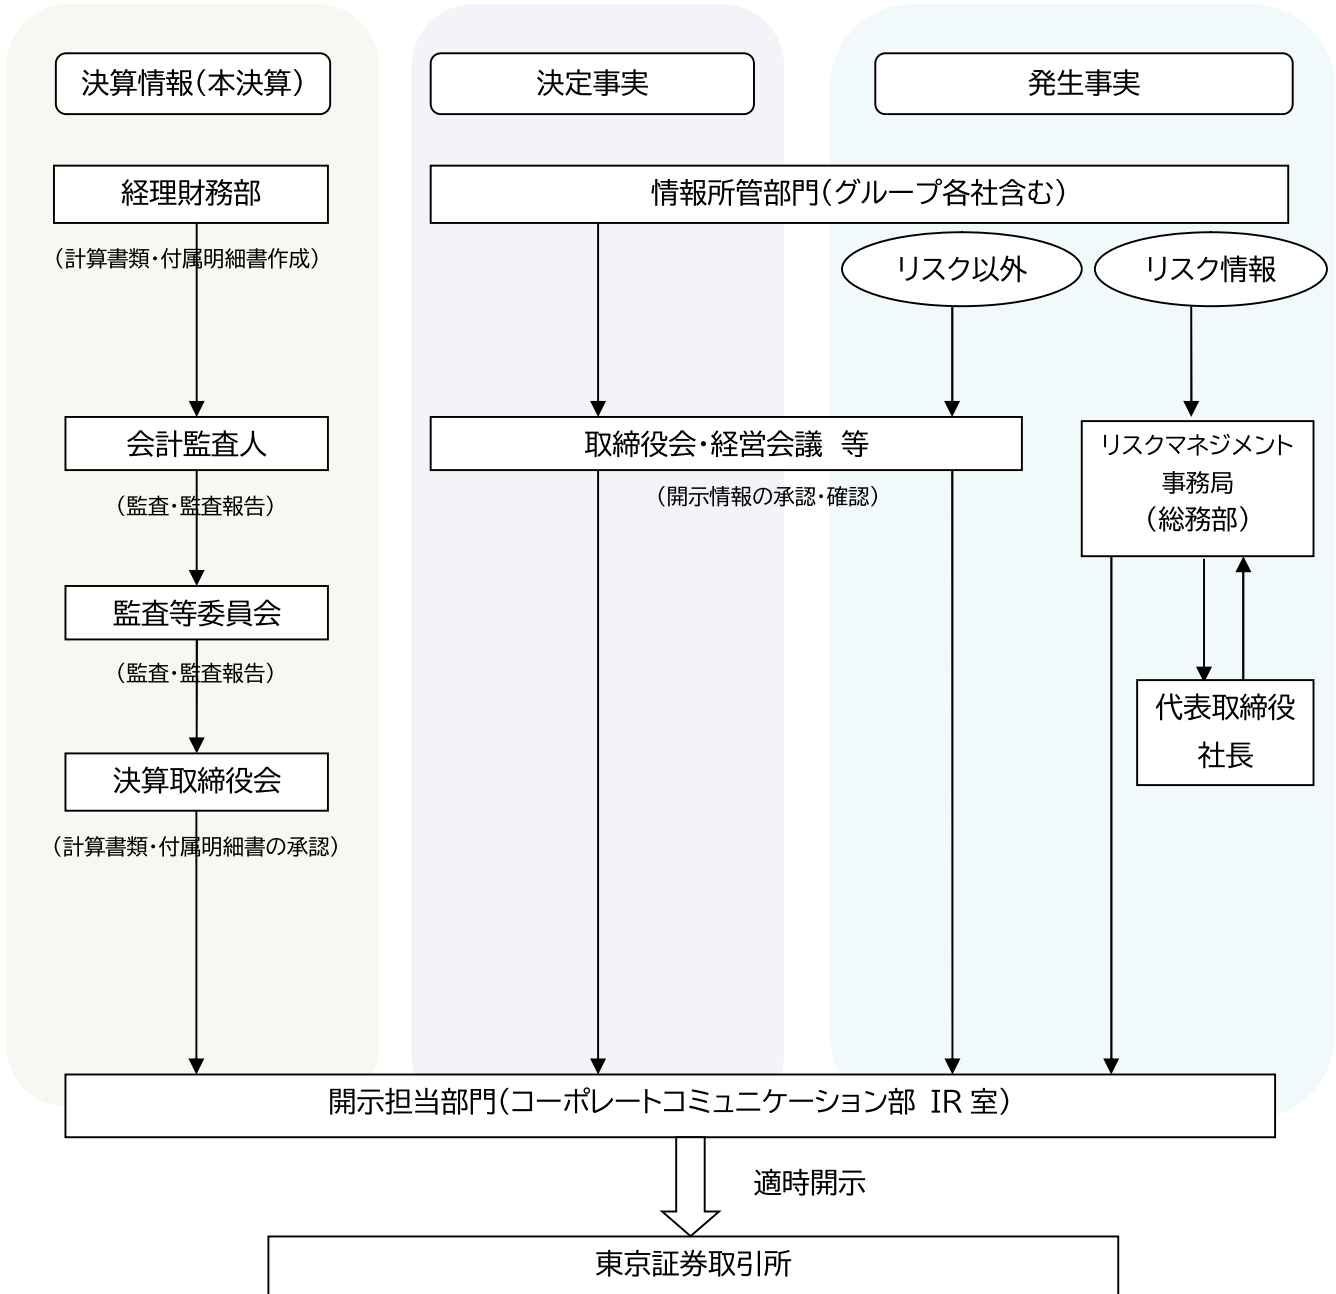 決算情報（本決算）
決定事実
発生事実
経理財務部
情報所管部門（グループ各社含む）
（計算書類・付属明細書作成）
リスク以外
リスク情報
会計監査人
取締役会・経営会議　等
リスクマネジメント
事務局
（総務部）
（監査・監査報告）
（開示情報の承認・確認）
監査等委員会
（監査・監査報告）
代表取締役
社長
決算取締役会
（計算書類・付属明細書の承認）
開示担当部門（コーポレートコミュニケーション部 IR 室）
適時開示
東京証券取引所